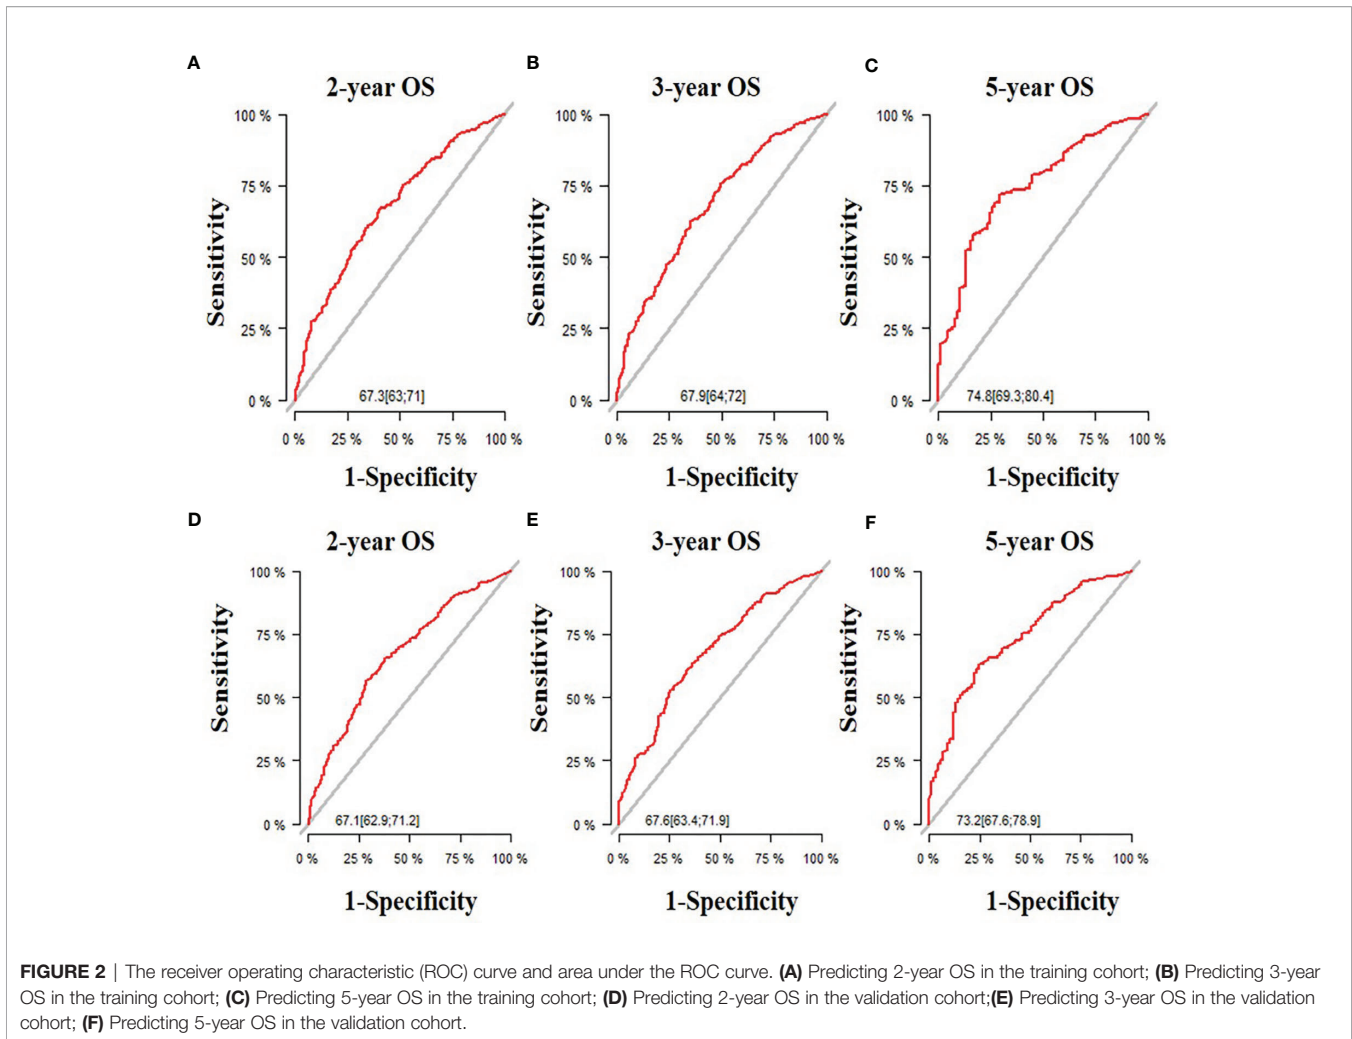 A
2-year OS
100 %
75 %
50 %
25 %
0 %
Sensitivity
67.3[63;71]
0 % 25 % 50 % 75 % 100 %
1-Specificity
B
3-year OS
100 %
75 %
50 %
25 %
0 %
Sensitivity
67.9[64;72]
0 % 25 % 50 % 75 % 100 %
1-Specificity
C
5-year OS
100 %
75 %
50 %
25 %
0 %
Sensitivity
74.8[69.3;80.4]
0 % 25 % 50 % 75 % 100 %
1-Specificity
D
2-year OS
100 %
75 %
50 %
25 %
0 %
Sensitivity
67.1[62.9;71.2]
0 % 25 % 50 % 75 % 100 %
1-Specificity
E
3-year OS
100 %
75 %
50 %
25 %
0 %
Sensitivity
67.6[63.4;71.9]
0 % 25 % 50 % 75 % 100 %
1-Specificity
F
5-year OS
100 %
75 %
50 %
25 %
0 %
Sensitivity
73.2[67.6;78.9]
0 % 25 % 50 % 75 % 100 %
1-Specificity
FIGURE 2 | The receiver operating characteristic (ROC) curve and area under the ROC curve. (A) Predicting 2-year OS in the training cohort; (B) Predicting 3-year
OS in the training cohort; (C) Predicting 5-year OS in the training cohort; (D) Predicting 2-year OS in the validation cohort;(E) Predicting 3-year OS in the validation
cohort; (F) Predicting 5-year OS in the validation cohort.